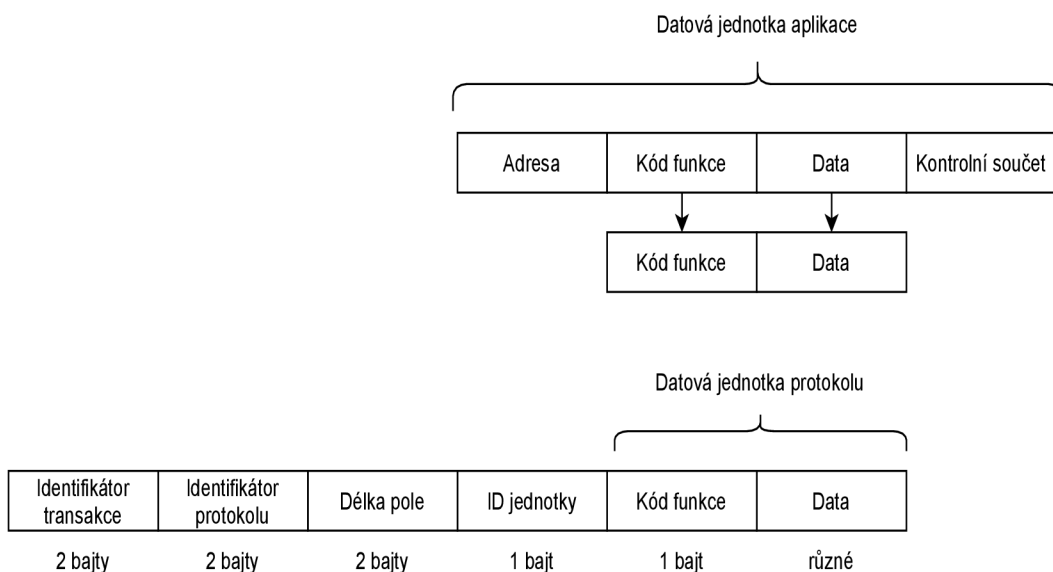 Datová jednotka aplikace
Adresa
Kód funkce
Data
Kontrolní součet
Kód funkce
Data
Datová jednotka protokolu
Identifikátor
transakce
Identifikátor
protokolu
Délka pole
ID jednotky
Kód funkce
Data
2 bajty
2 bajty
2 bajty
1 bajt
1 bajt
různé